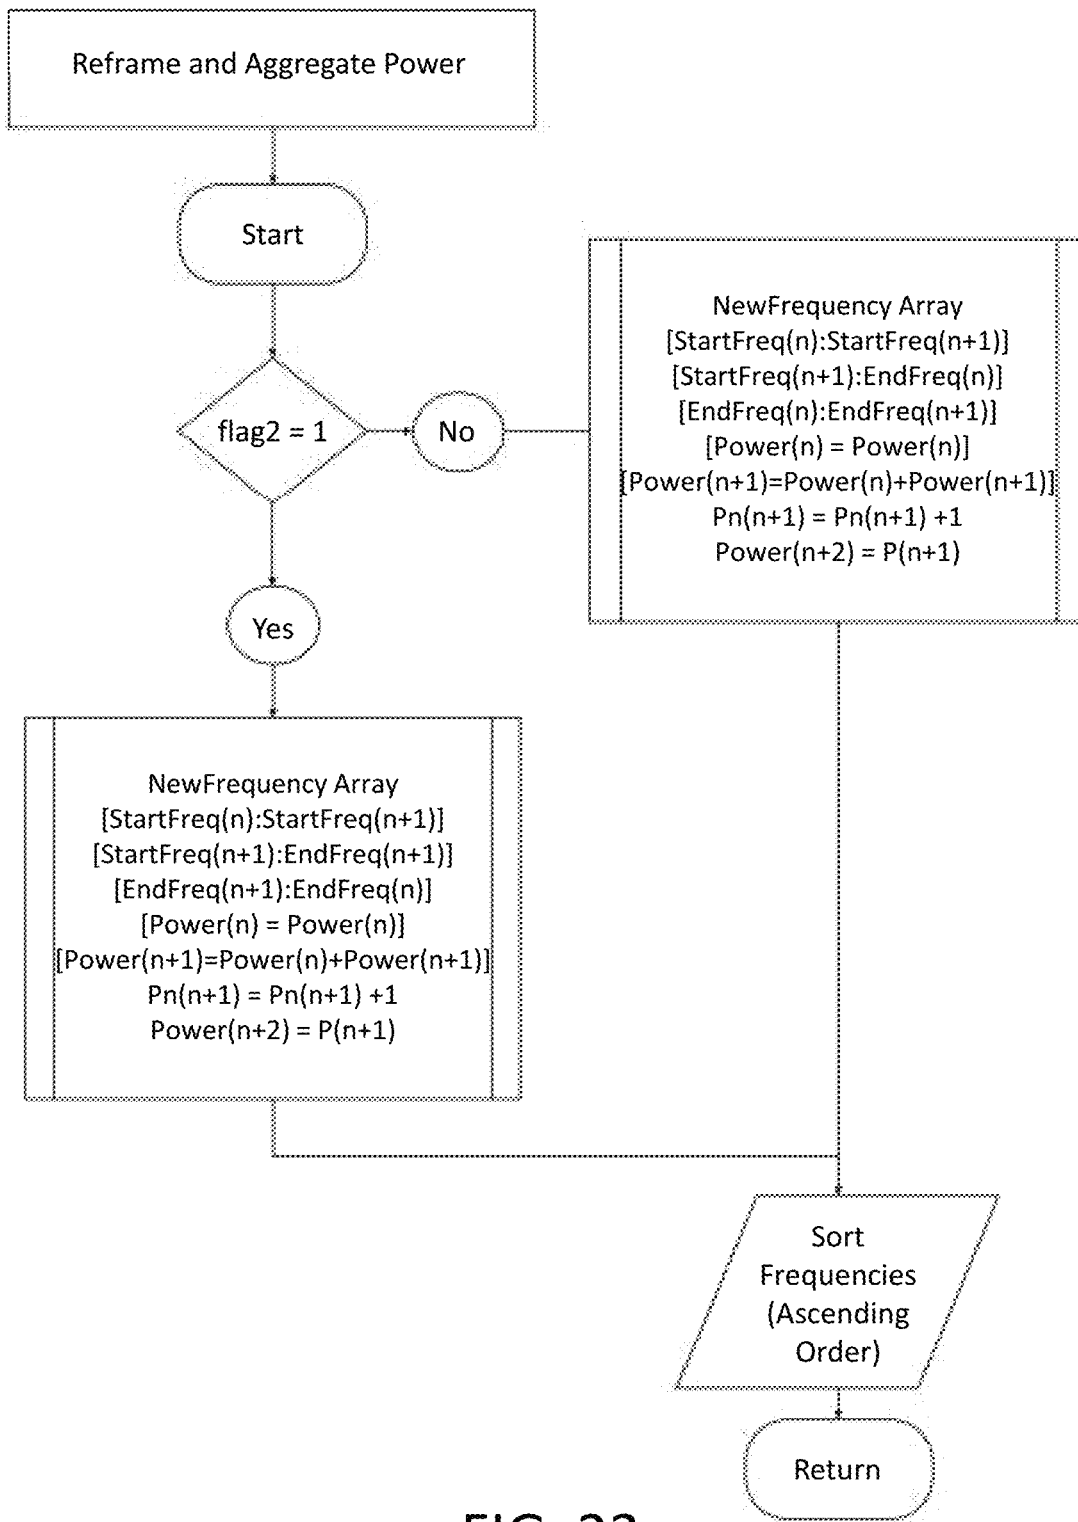 Reframe and Aggregate Power
Start
flag2 = 1
No
NewFrequency Array
[StartFreq(n):StartFreq(n+1)]
[StartFreq(n+1):EndFreq(n)]
[EndFreq(n):EndFreq(n+1)]
[Power(n) = Power(n)]
[Power(n+1)=Power(n)+Power(n+1)]
Pn(n+1) = Pn(n+1) +1
Power(n+2) = P(n+1)
Yes
NewFrequency Array
[StartFreq(n):StartFreq(n+1)]
[StartFreq(n+1):EndFreq(n+1)]
[EndFreq(n+1):EndFreq(n)]
[Power(n) = Power(n)]
[Power(n+1)=Power(n)+Power(n+1)]
Pn(n+1) = Pn(n+1) +1
Power(n+2) = P(n+1)
Sort
Frequencies
(Ascending
Order)
Return